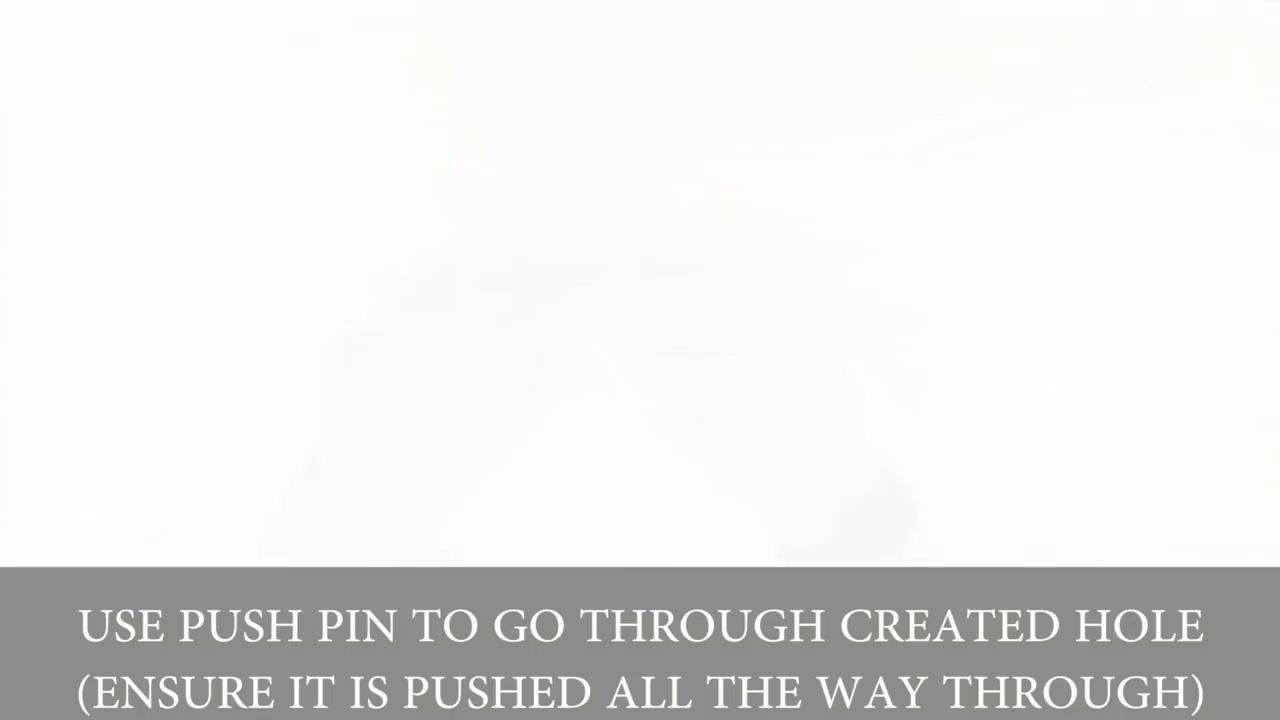 USE PUSH PIN TO GO THROUGH CREATED HOLE
(ENSURE IT IS PUSHED ALL THE WAY THROUGH)